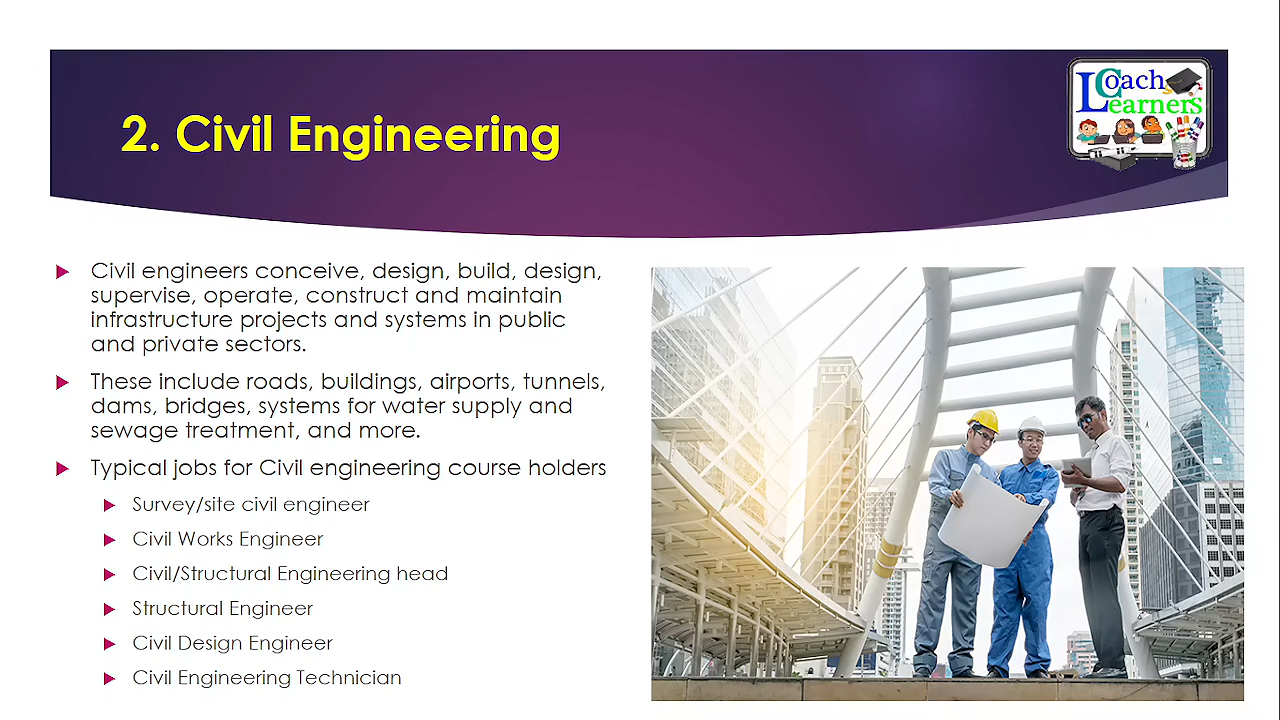 2. Civil Engineering
Coach
Learners
Civil engineers conceive, design, build, design,
supervise, operate, construct and maintain
infrastructure projects and systems in public
and private sectors.
These include roads, buildings, airports, tunnels,
dams, bridges, systems for water supply and
sewage treatment, and more.
Typical jobs for Civil engineering course holders
Survey/site civil engineer
Civil Works Engineer
Civil/Structural Engineering head
Structural Engineer
Civil Design Engineer
Civil Engineering Technician